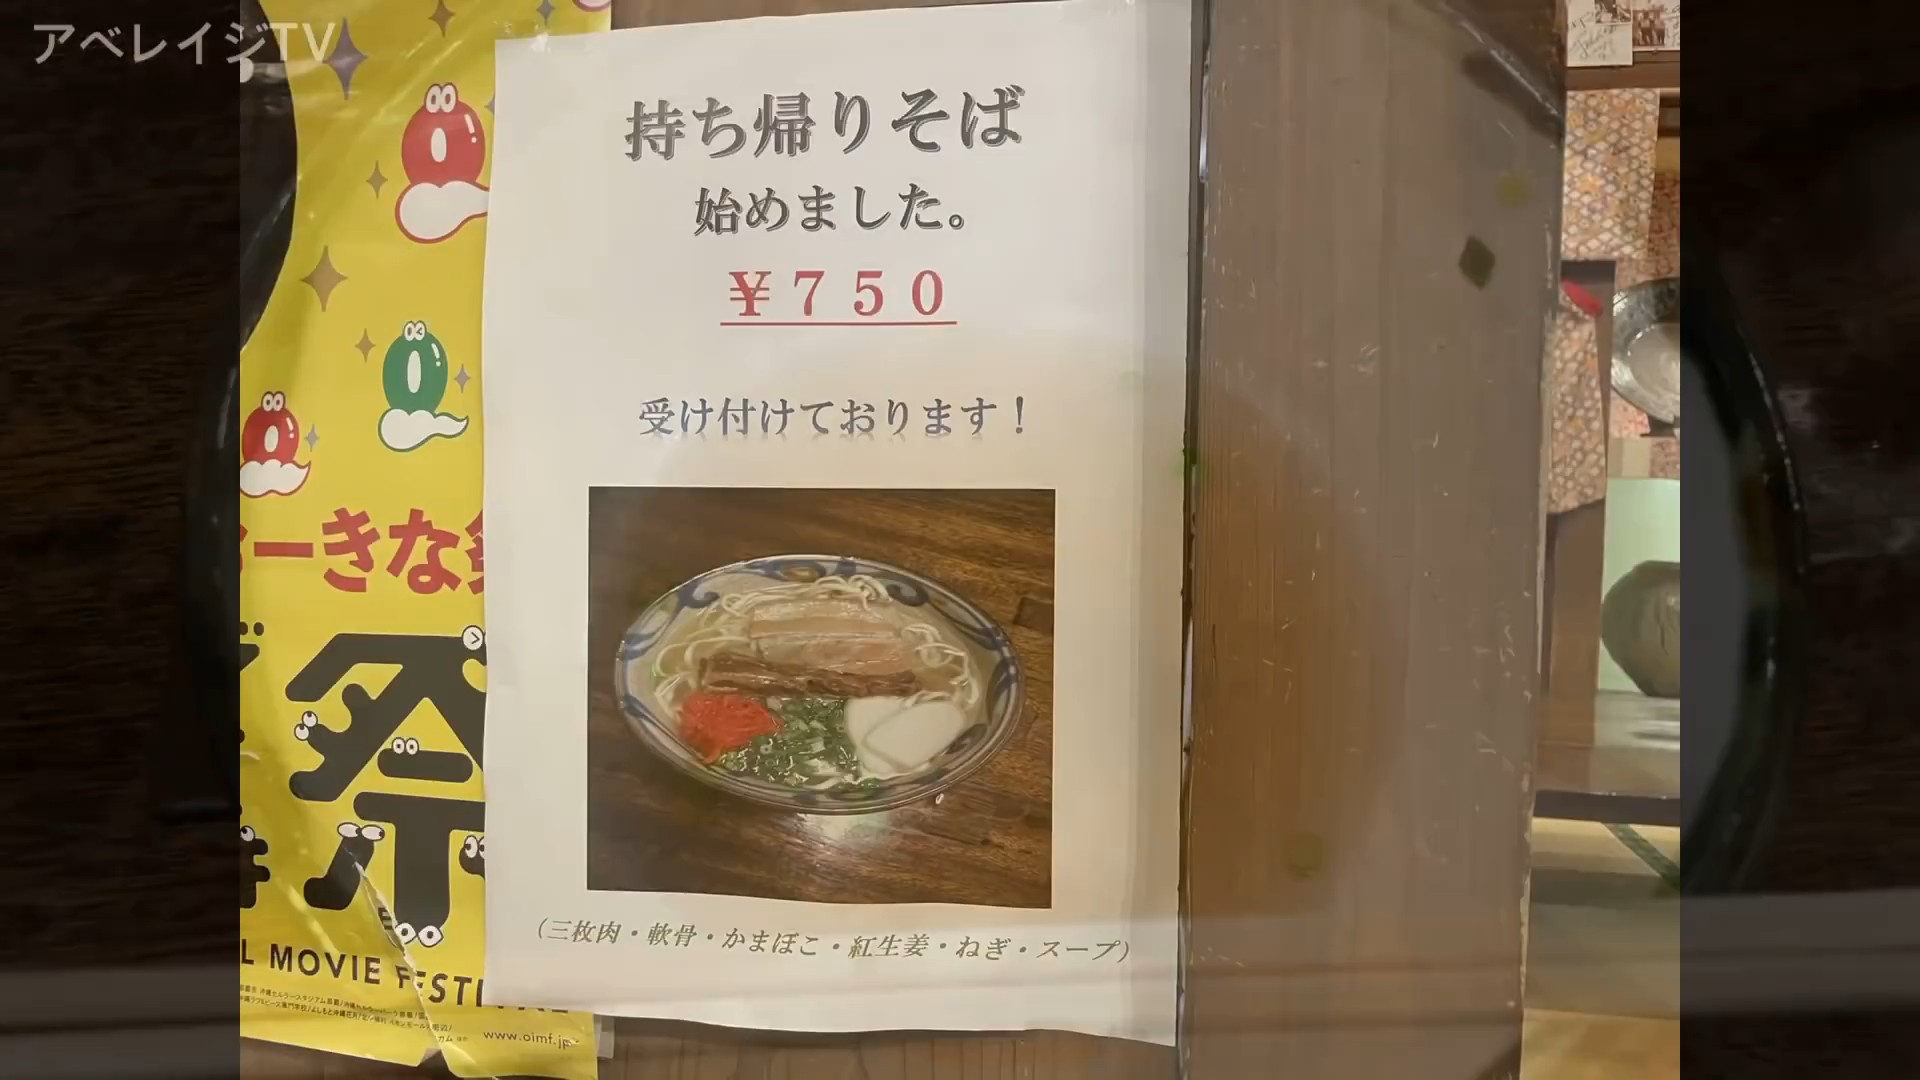 アベレイジTV
持ち帰りそば
始めました。
¥750
受け付けております！
（三枚肉・軟骨・かまぼこ・紅生姜・ねぎ・スープ）
ーきな祭
祭
L MOVIE FESTIVAL
www.oimf.jp